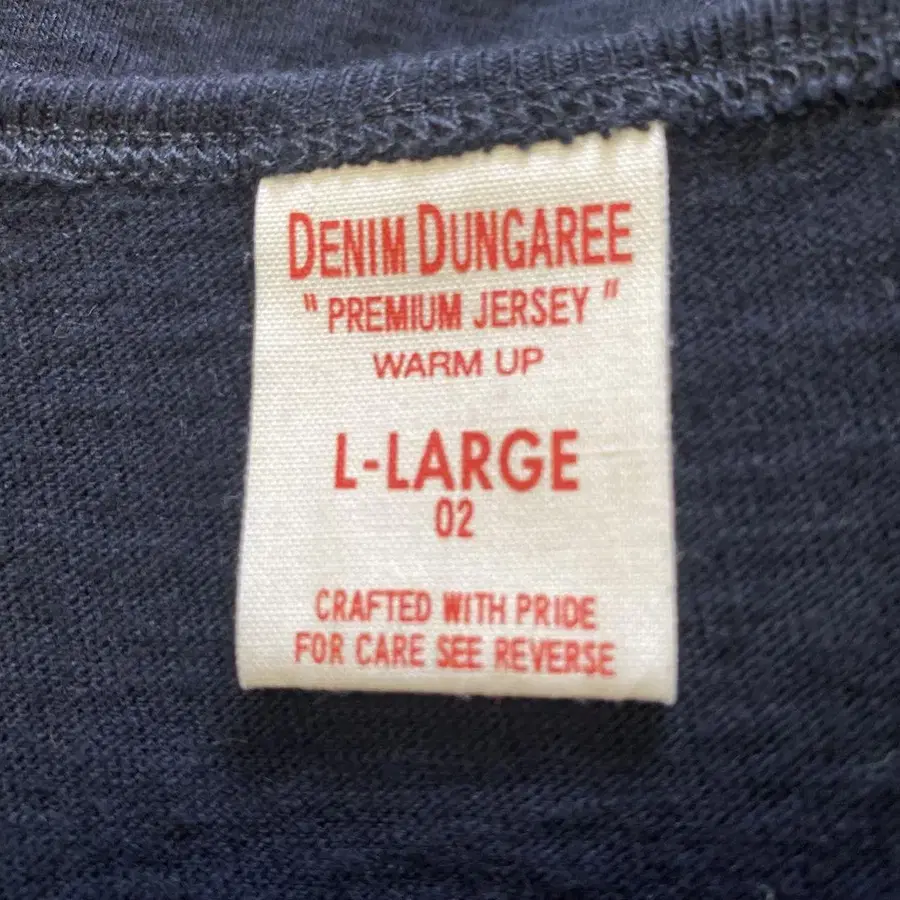 DENIM DUNGAREE
"PREMIUM JERSEY"
WARM UP
L-LARGE
02
CRAFTED WITH PRIDE
FOR CARE SEE REVERSE